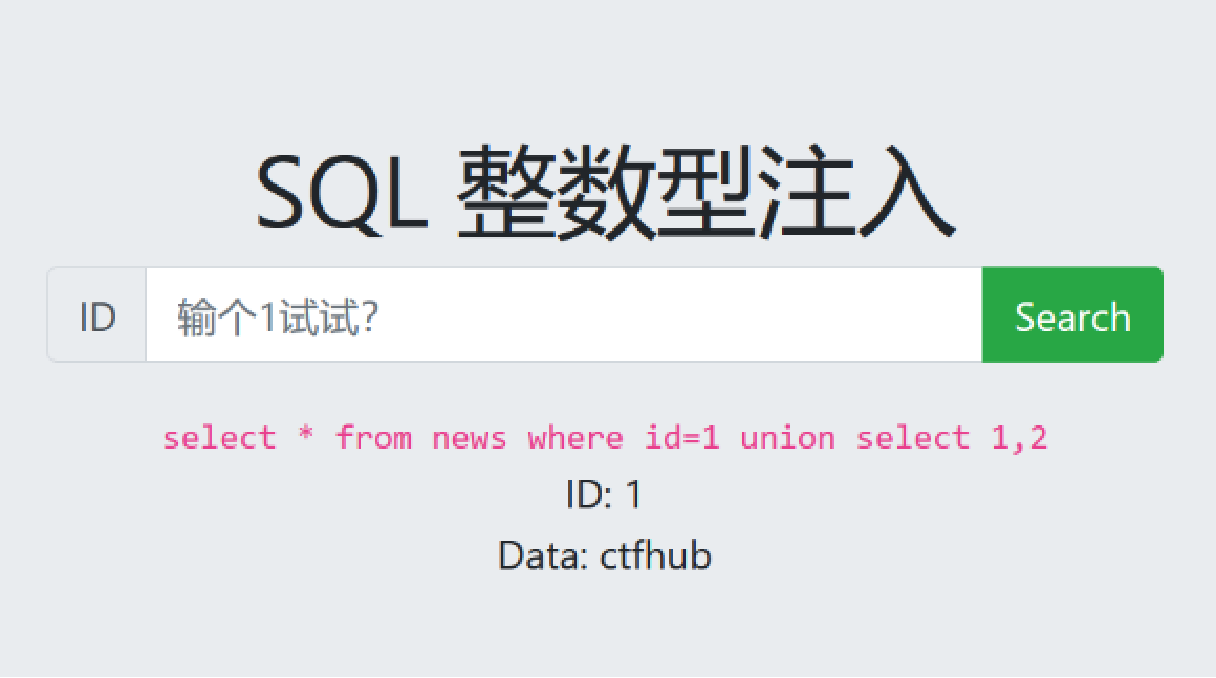 SQL 整数型注入
ID 输个1试试? Search
select * from news where id=1 union select 1,2
ID: 1
Data: ctfhub